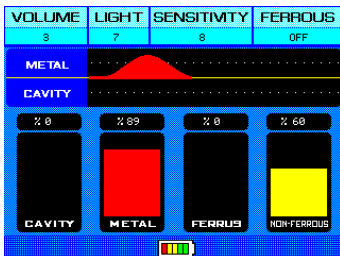 VOLUME LIGHT SENSITIVITY FERROUS
3 7 8 OFF
METAL
CAVITY
% 0 % 89 % 0 % 60
CAVITY METAL FERRUS NON-FERROUS